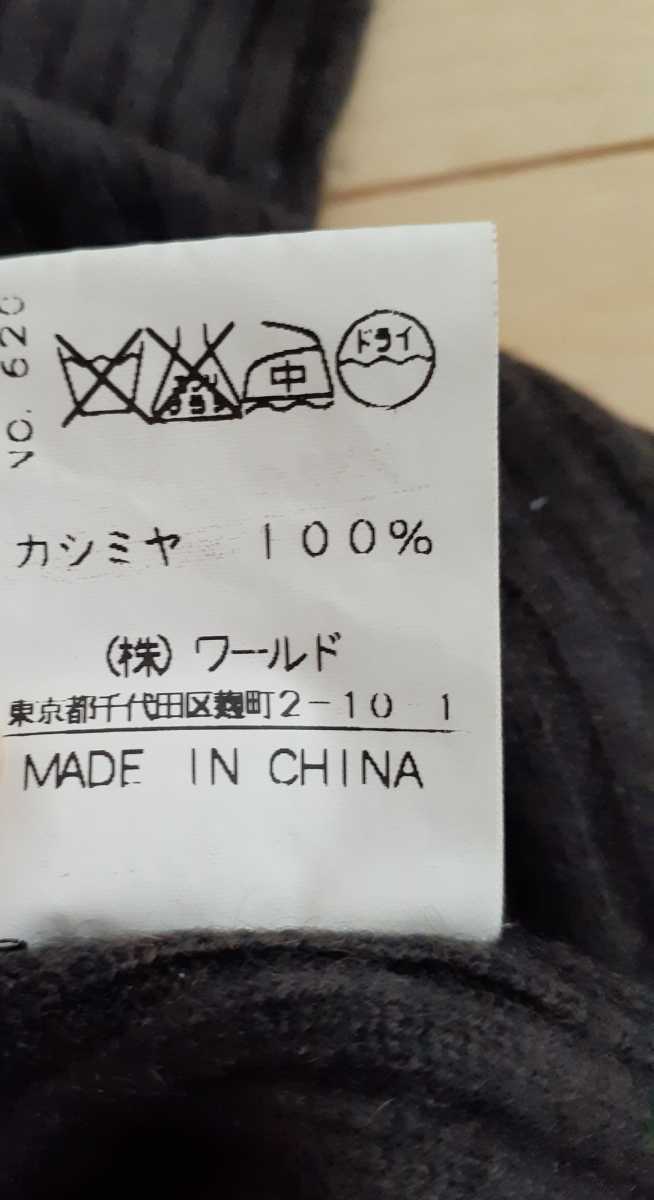 VO. 620
中
ドライ
カシミヤ 100%
(株) ワールド
東京都千代田区麹町2-10 1
MADE IN CHINA